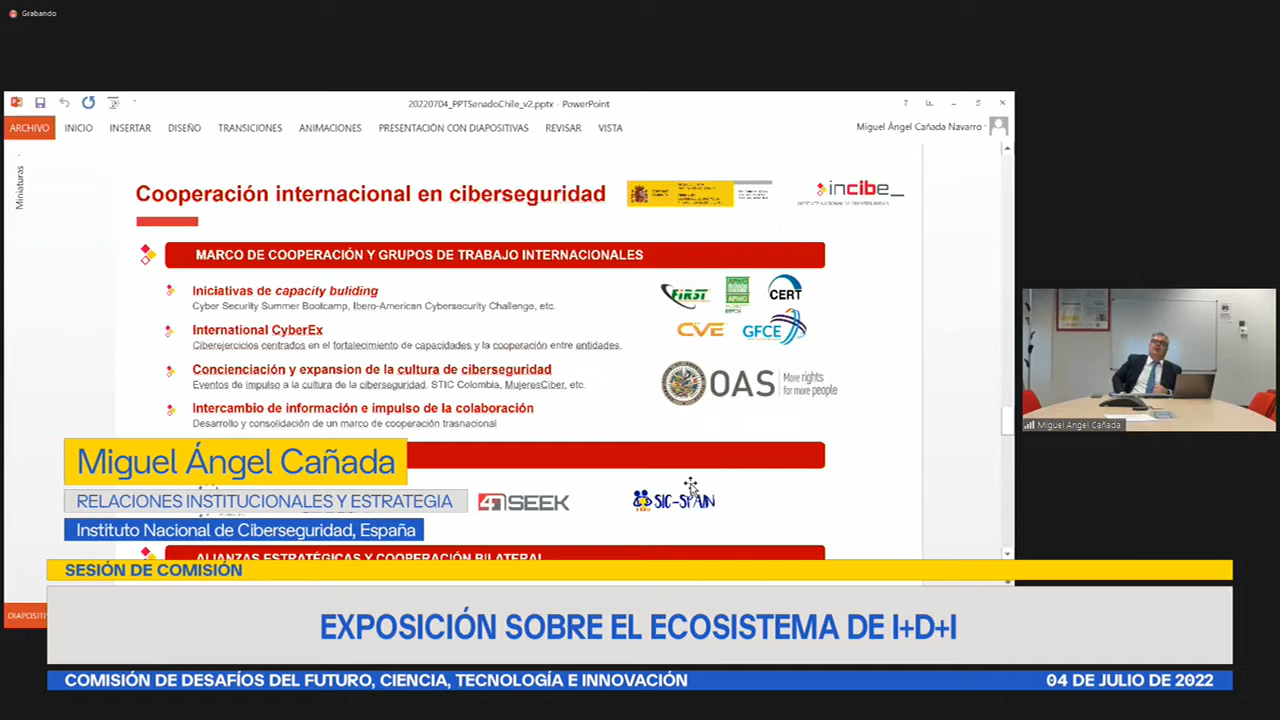 Grabando
20220704_PPTSenadoChile_v2.pptx - PowerPoint
ARCHIVO INICIO INSERTAR DISEÑO TRANSICIONES ANIMACIONES PRESENTACIÓN CON DIAPOSITIVAS REVISAR VISTA
Miguel Ángel Cañada Navarro
Miniaturas
Cooperación internacional en ciberseguridad
incibe_
MARCO DE COOPERACIÓN Y GRUPOS DE TRABAJO INTERNACIONALES
Iniciativas de capacity buliding
Cyber Security Summer Bootcamp, Ibero-American Cybersecurity Challenge, etc.
International CyberEx
Ciberejercicios centrados en el fortalecimiento de capacidades y la cooperación entre entidades.
Concienciación y expansion de la cultura de ciberseguridad
Eventos de impulso a la cultura de la ciberseguridad. STIC Colombia, MujeresCiber, etc.
Intercambio de información e impulso de la colaboración
Desarrollo y consolidación de un marco de cooperación trasnacional
FIRST
APWG
CERT
CVE
GFCE
OAS
More rights
for more people
Miguel Angel Cañada
Miguel Ángel Cañada
RELACIONES INSTITUCIONALES Y ESTRATEGIA
Instituto Nacional de Ciberseguridad, España
4SEEK
SIC-SPAIN
ALIANZAS ESTRATÉGICAS Y COOPERACIÓN BILATERAL
SESIÓN DE COMISIÓN
DIAPOSITI
EXPOSICIÓN SOBRE EL ECOSISTEMA DE I+D+I
COMISIÓN DE DESAFÍOS DEL FUTURO, CIENCIA, TECNOLOGÍA E INNOVACIÓN
04 DE JULIO DE 2022